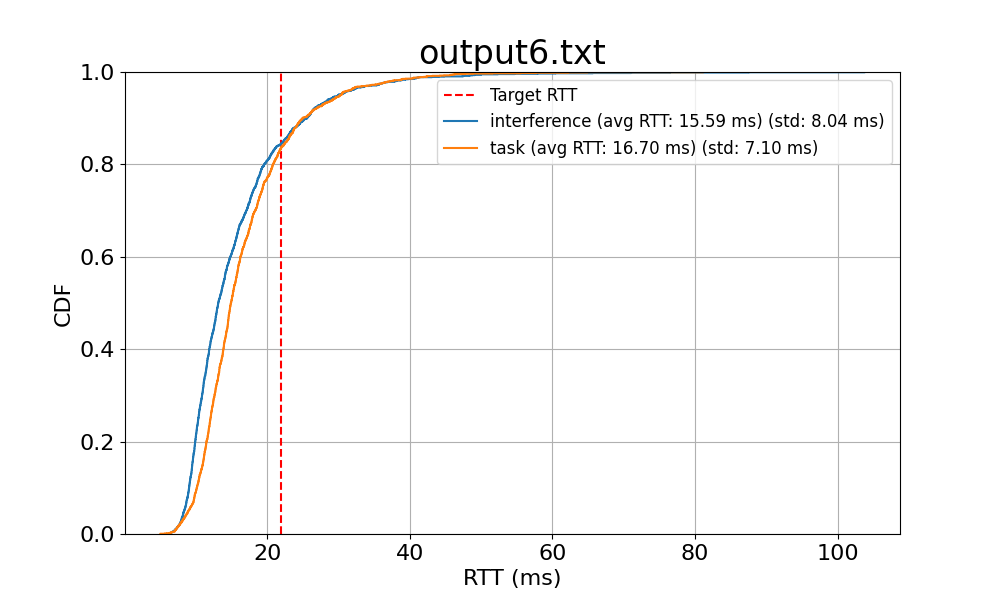 output6.txt
1.0
0.8
0.6
0.4
0.2
0.0
CDF
Target RTT
interference (avg RTT: 15.59 ms) (std: 8.04 ms)
task (avg RTT: 16.70 ms) (std: 7.10 ms)
20 40 60 80 100
RTT (ms)